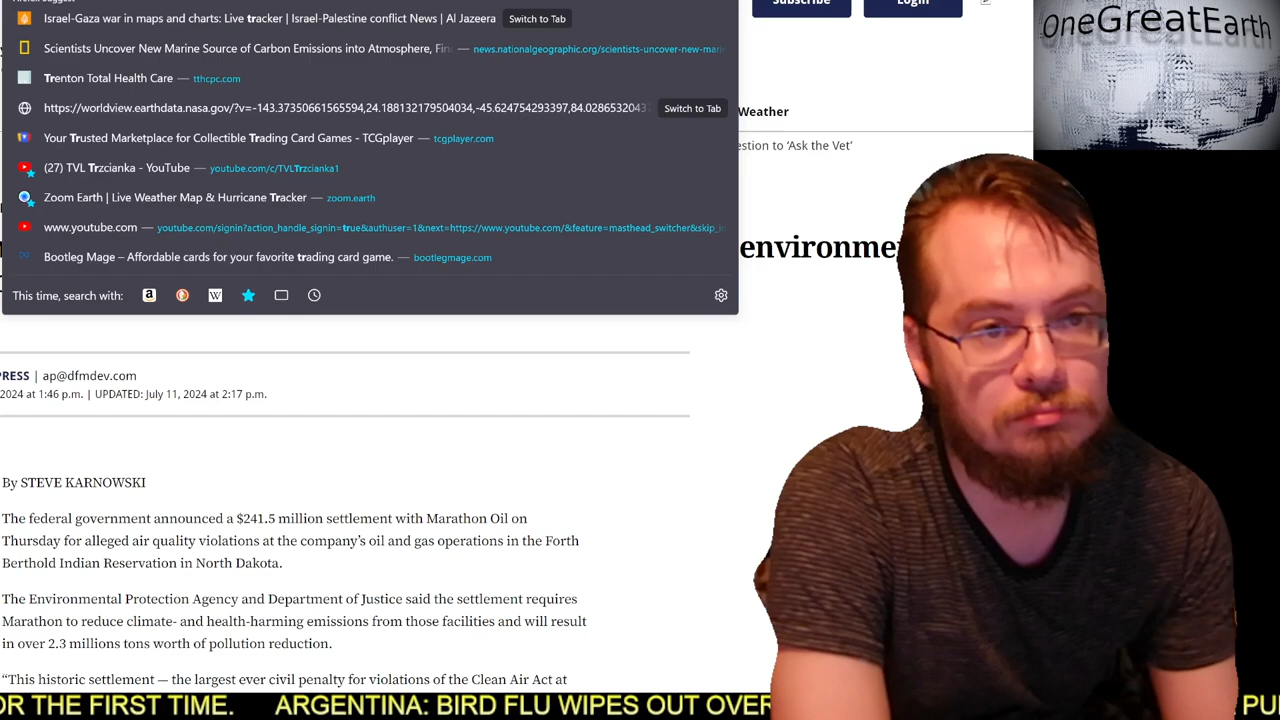 Israel-Gaza war in maps and charts: Live tracker | Israel-Palestine conflict News | Al Jazeera Switch to Tab
Scientists Uncover New Marine Source of Carbon Emissions into Atmosphere, Fin — news.nationalgeographic.org/scientists-uncover-new-mari
Trenton Total Health Care — tthcpc.com
https://worldview.earthdata.nasa.gov/?v=-143.37350661565594,24.188132179504034,-45.624754293397,84.0286532043 Switch to Tab
Your Trusted Marketplace for Collectible Trading Card Games - TCGplayer — tcgplayer.com
(27) TVL Trzcianka - YouTube — youtube.com/c/TVLTrzcianka1
Zoom Earth | Live Weather Map & Hurricane Tracker — zoom.earth
www.youtube.com — youtube.com/signin?action_handle_signin=true&authuser=1&next=https://www.youtube.com/&feature=masthead_switcher&skip_i
Bootleg Mage – Affordable cards for your favorite trading card game. — bootlegmage.com
This time, search with:
Subscribe Login
OneGreatEarth
Weather
estion to ‘Ask the Vet’
environme
PRESS | ap@dfmdev.com
2024 at 1:46 p.m. | UPDATED: July 11, 2024 at 2:17 p.m.
By STEVE KARNOWSKI
The federal government announced a $241.5 million settlement with Marathon Oil on
Thursday for alleged air quality violations at the company’s oil and gas operations in the Forth
Berthold Indian Reservation in North Dakota.
The Environmental Protection Agency and Department of Justice said the settlement requires
Marathon to reduce climate- and health-harming emissions from those facilities and will result
in over 2.3 millions tons worth of pollution reduction.
“This historic settlement — the largest ever civil penalty for violations of the Clean Air Act at
OR THE FIRST TIME. ARGENTINA: BIRD FLU WIPES OUT OVER PU